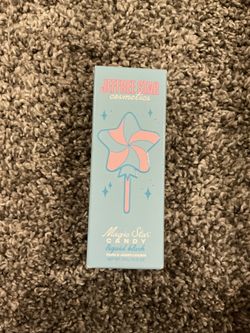 JEFFREE STAR
cosmetics
Magic Star
CANDY
liquid blush